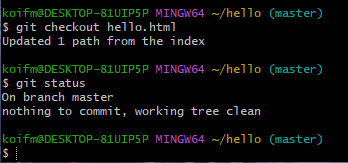 koifm@DESKTOP-81UIP5P MINGW64 ~/hello (master)
$ git checkout hello.html
Updated 1 path from the index
koifm@DESKTOP-81UIP5P MINGW64 ~/hello (master)
$ git status
On branch master
nothing to commit, working tree clean
koifm@DESKTOP-81UIP5P MINGW64 ~/hello (master)
$